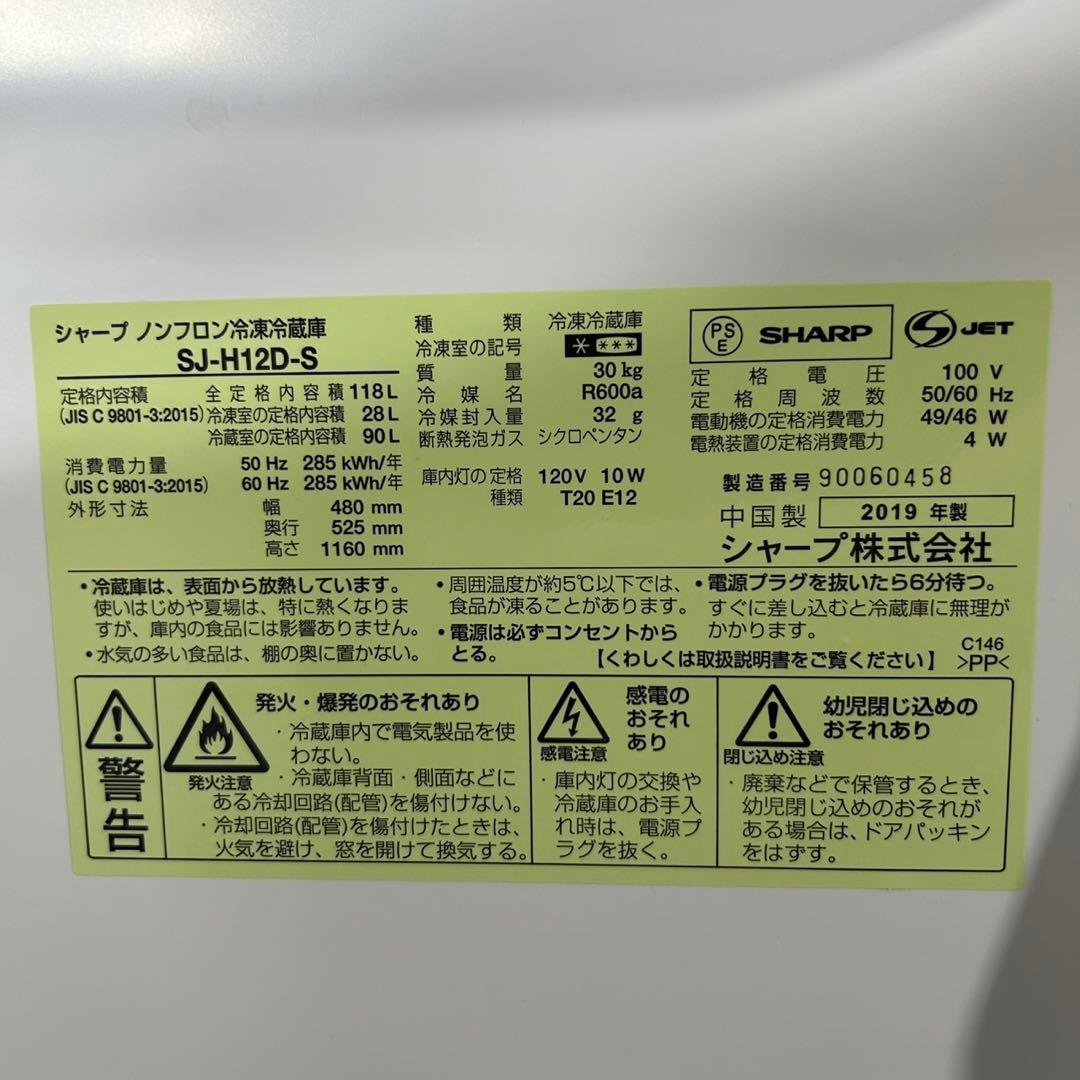 シャープ ノンフロン冷凍冷蔵庫
SJ-H12D-S
定格内容積 全定格内容積 118 L
(JIS C 9801-3:2015) 冷凍室の定格内容積 28 L
冷蔵室の定格内容積 90 L
消費電力量 50 Hz 285 kWh/年
(JIS C 9801-3:2015) 60 Hz 285 kWh/年
外形寸法 幅 480 mm
奥行 525 mm
高さ 1160 mm
種類 冷凍冷蔵庫
冷凍室の記号 * ***
質量 30 kg
冷媒名 R600a
冷媒封入量 32 g
断熱発泡ガス シクロペンタン
庫内灯の定格 120V 10W
種類 T20 E12
PSE SHARP
JET
定格電圧 100 V
定格周波数 50/60 Hz
電動機の定格消費電力 49/46 W
電熱装置の定格消費電力 4 W
製造番号 90060458
中国製 2019 年製
シャープ株式会社
・冷蔵庫は、表面から放熱しています。
使いはじめや夏場は、特に熱くなりま
すが、庫内の食品には影響ありません。
・水気の多い食品は、棚の奥に置かない。
・周囲温度が約5℃以下では、
食品が凍ることがあります。
・電源は必ずコンセントから
とる。
・電源プラグを抜いたら6分待つ。
すぐに差し込むと冷蔵庫に無理が
かかります。
【くわしくは取扱説明書をご覧ください】
C146
>PP<
警告
発火・爆発のおそれあり
発火注意
・冷蔵庫内で電気製品を使
わない。
・冷蔵庫背面・側面などに
ある冷却回路(配管)を傷付けない。
・冷却回路(配管)を傷付けたときは、
火気を避け、窓を開けて換気する。
感電の
おそれ
あり
感電注意
・庫内灯の交換や
冷蔵庫のお手入
れ時は、電源プ
ラグを抜く。
幼児閉じ込めの
おそれあり
閉じ込め注意
・廃棄などで保管するとき、
幼児閉じ込めのおそれが
ある場合は、ドアパッキン
をはずす。